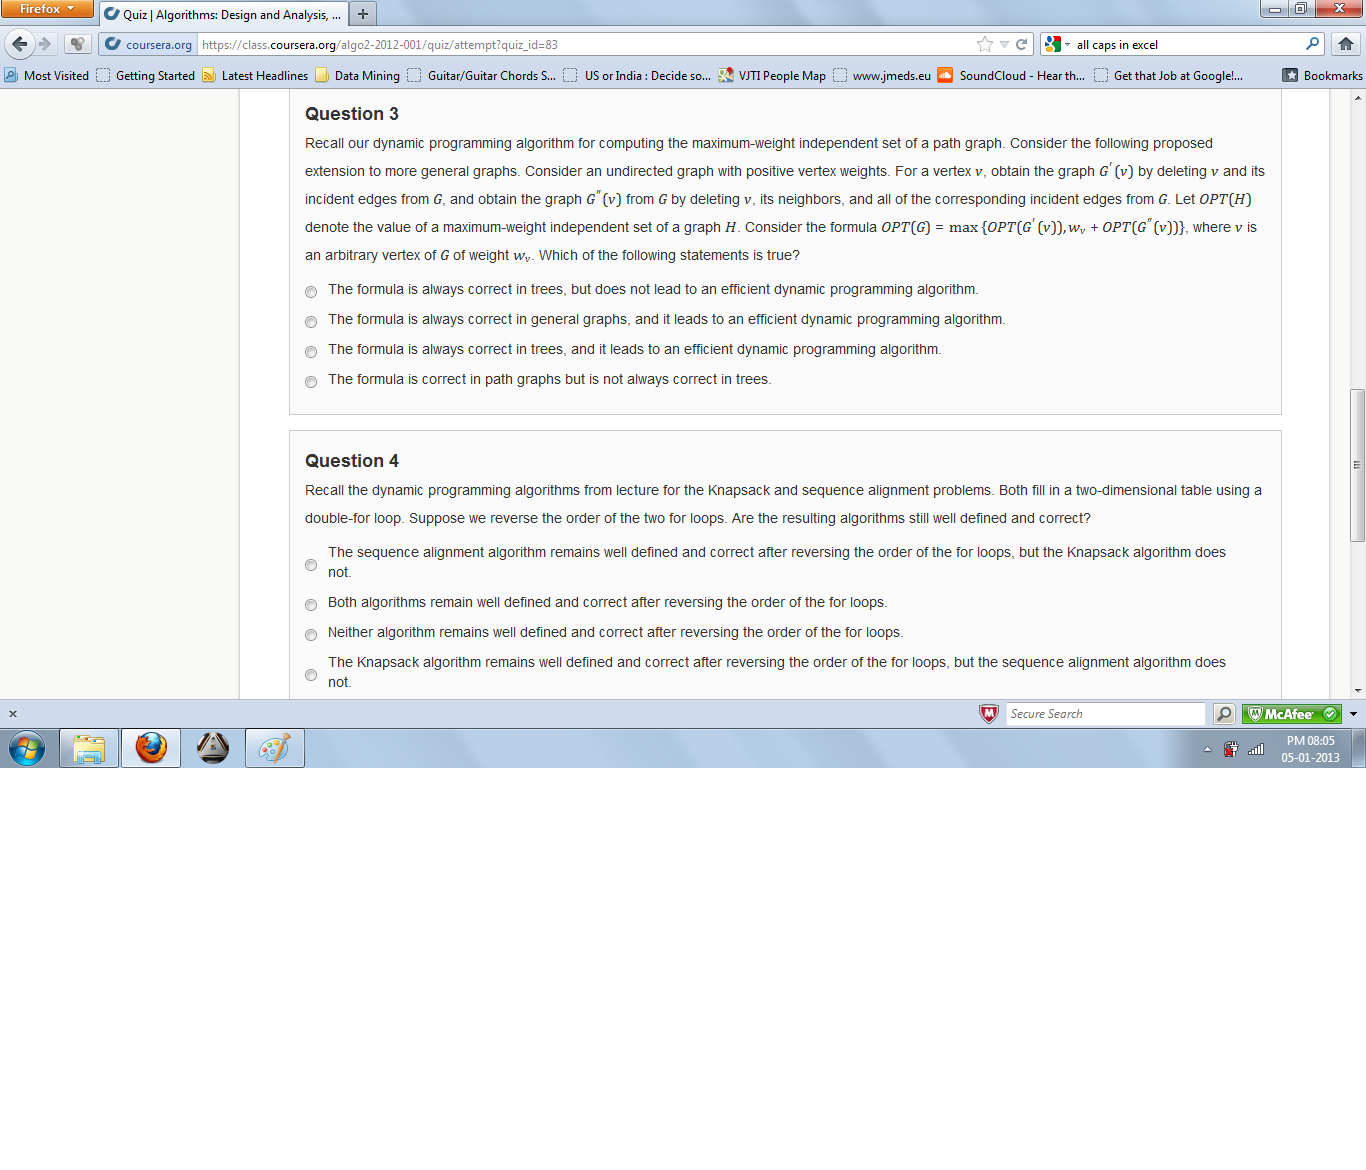 Firefox
Quiz | Algorithms: Design and Analysis, ...
coursera.org https://class.coursera.org/algo2-2012-001/quiz/attempt?quiz_id=83
all caps in excel
Most Visited Getting Started Latest Headlines Data Mining Guitar/Guitar Chords S... US or India : Decide so... VJTI People Map www.jmeds.eu SoundCloud - Hear th... Get that Job at Google!... Bookmarks
Question 3
Recall our dynamic programming algorithm for computing the maximum-weight independent set of a path graph. Consider the following proposed
extension to more general graphs. Consider an undirected graph with positive vertex weights. For a vertex v, obtain the graph G′(v) by deleting v and its
incident edges from G, and obtain the graph G″(v) from G by deleting v, its neighbors, and all of the corresponding incident edges from G. Let OPT(H)
denote the value of a maximum-weight independent set of a graph H. Consider the formula OPT(G) = max {OPT(G′(v)), wᵥ + OPT(G″(v))}, where v is
an arbitrary vertex of G of weight wᵥ. Which of the following statements is true?
The formula is always correct in trees, but does not lead to an efficient dynamic programming algorithm.
The formula is always correct in general graphs, and it leads to an efficient dynamic programming algorithm.
The formula is always correct in trees, and it leads to an efficient dynamic programming algorithm.
The formula is correct in path graphs but is not always correct in trees.
Question 4
Recall the dynamic programming algorithms from lecture for the Knapsack and sequence alignment problems. Both fill in a two-dimensional table using a
double-for loop. Suppose we reverse the order of the two for loops. Are the resulting algorithms still well defined and correct?
The sequence alignment algorithm remains well defined and correct after reversing the order of the for loops, but the Knapsack algorithm does
not.
Both algorithms remain well defined and correct after reversing the order of the for loops.
Neither algorithm remains well defined and correct after reversing the order of the for loops.
The Knapsack algorithm remains well defined and correct after reversing the order of the for loops, but the sequence alignment algorithm does
not.
x
Secure Search
McAfee
PM 08:05
05-01-2013